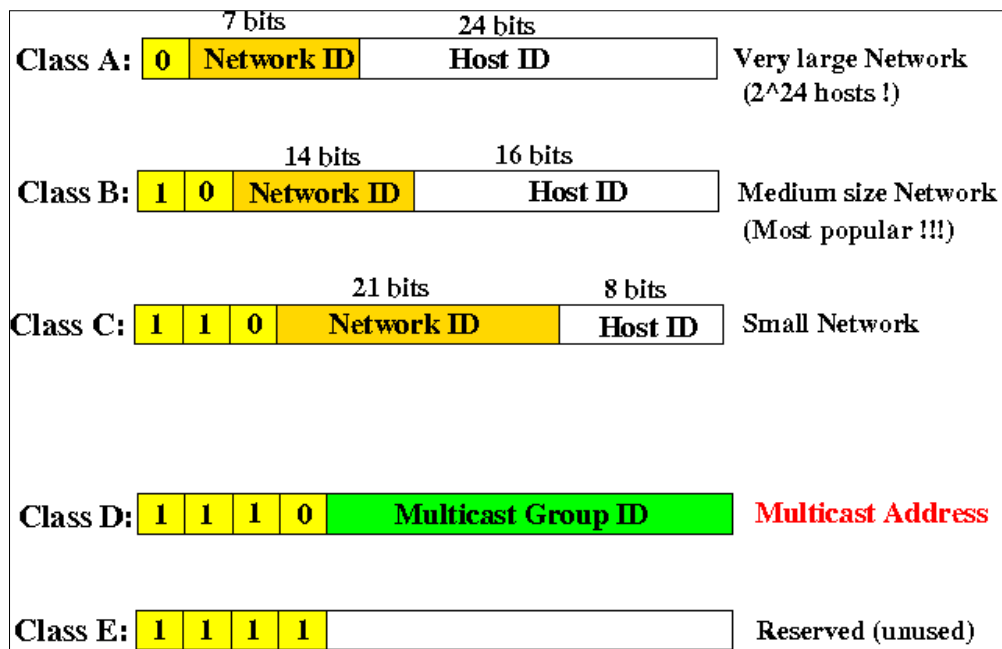 7 bits 24 bits
Class A: 0 Network ID Host ID Very large Network
(2^24 hosts !)
14 bits 16 bits
Class B: 1 0 Network ID Host ID Medium size Network
(Most popular !!!)
21 bits 8 bits
Class C: 1 1 0 Network ID Host ID Small Network
Class D: 1 1 1 0 Multicast Group ID Multicast Address
Class E: 1 1 1 1 Reserved (unused)